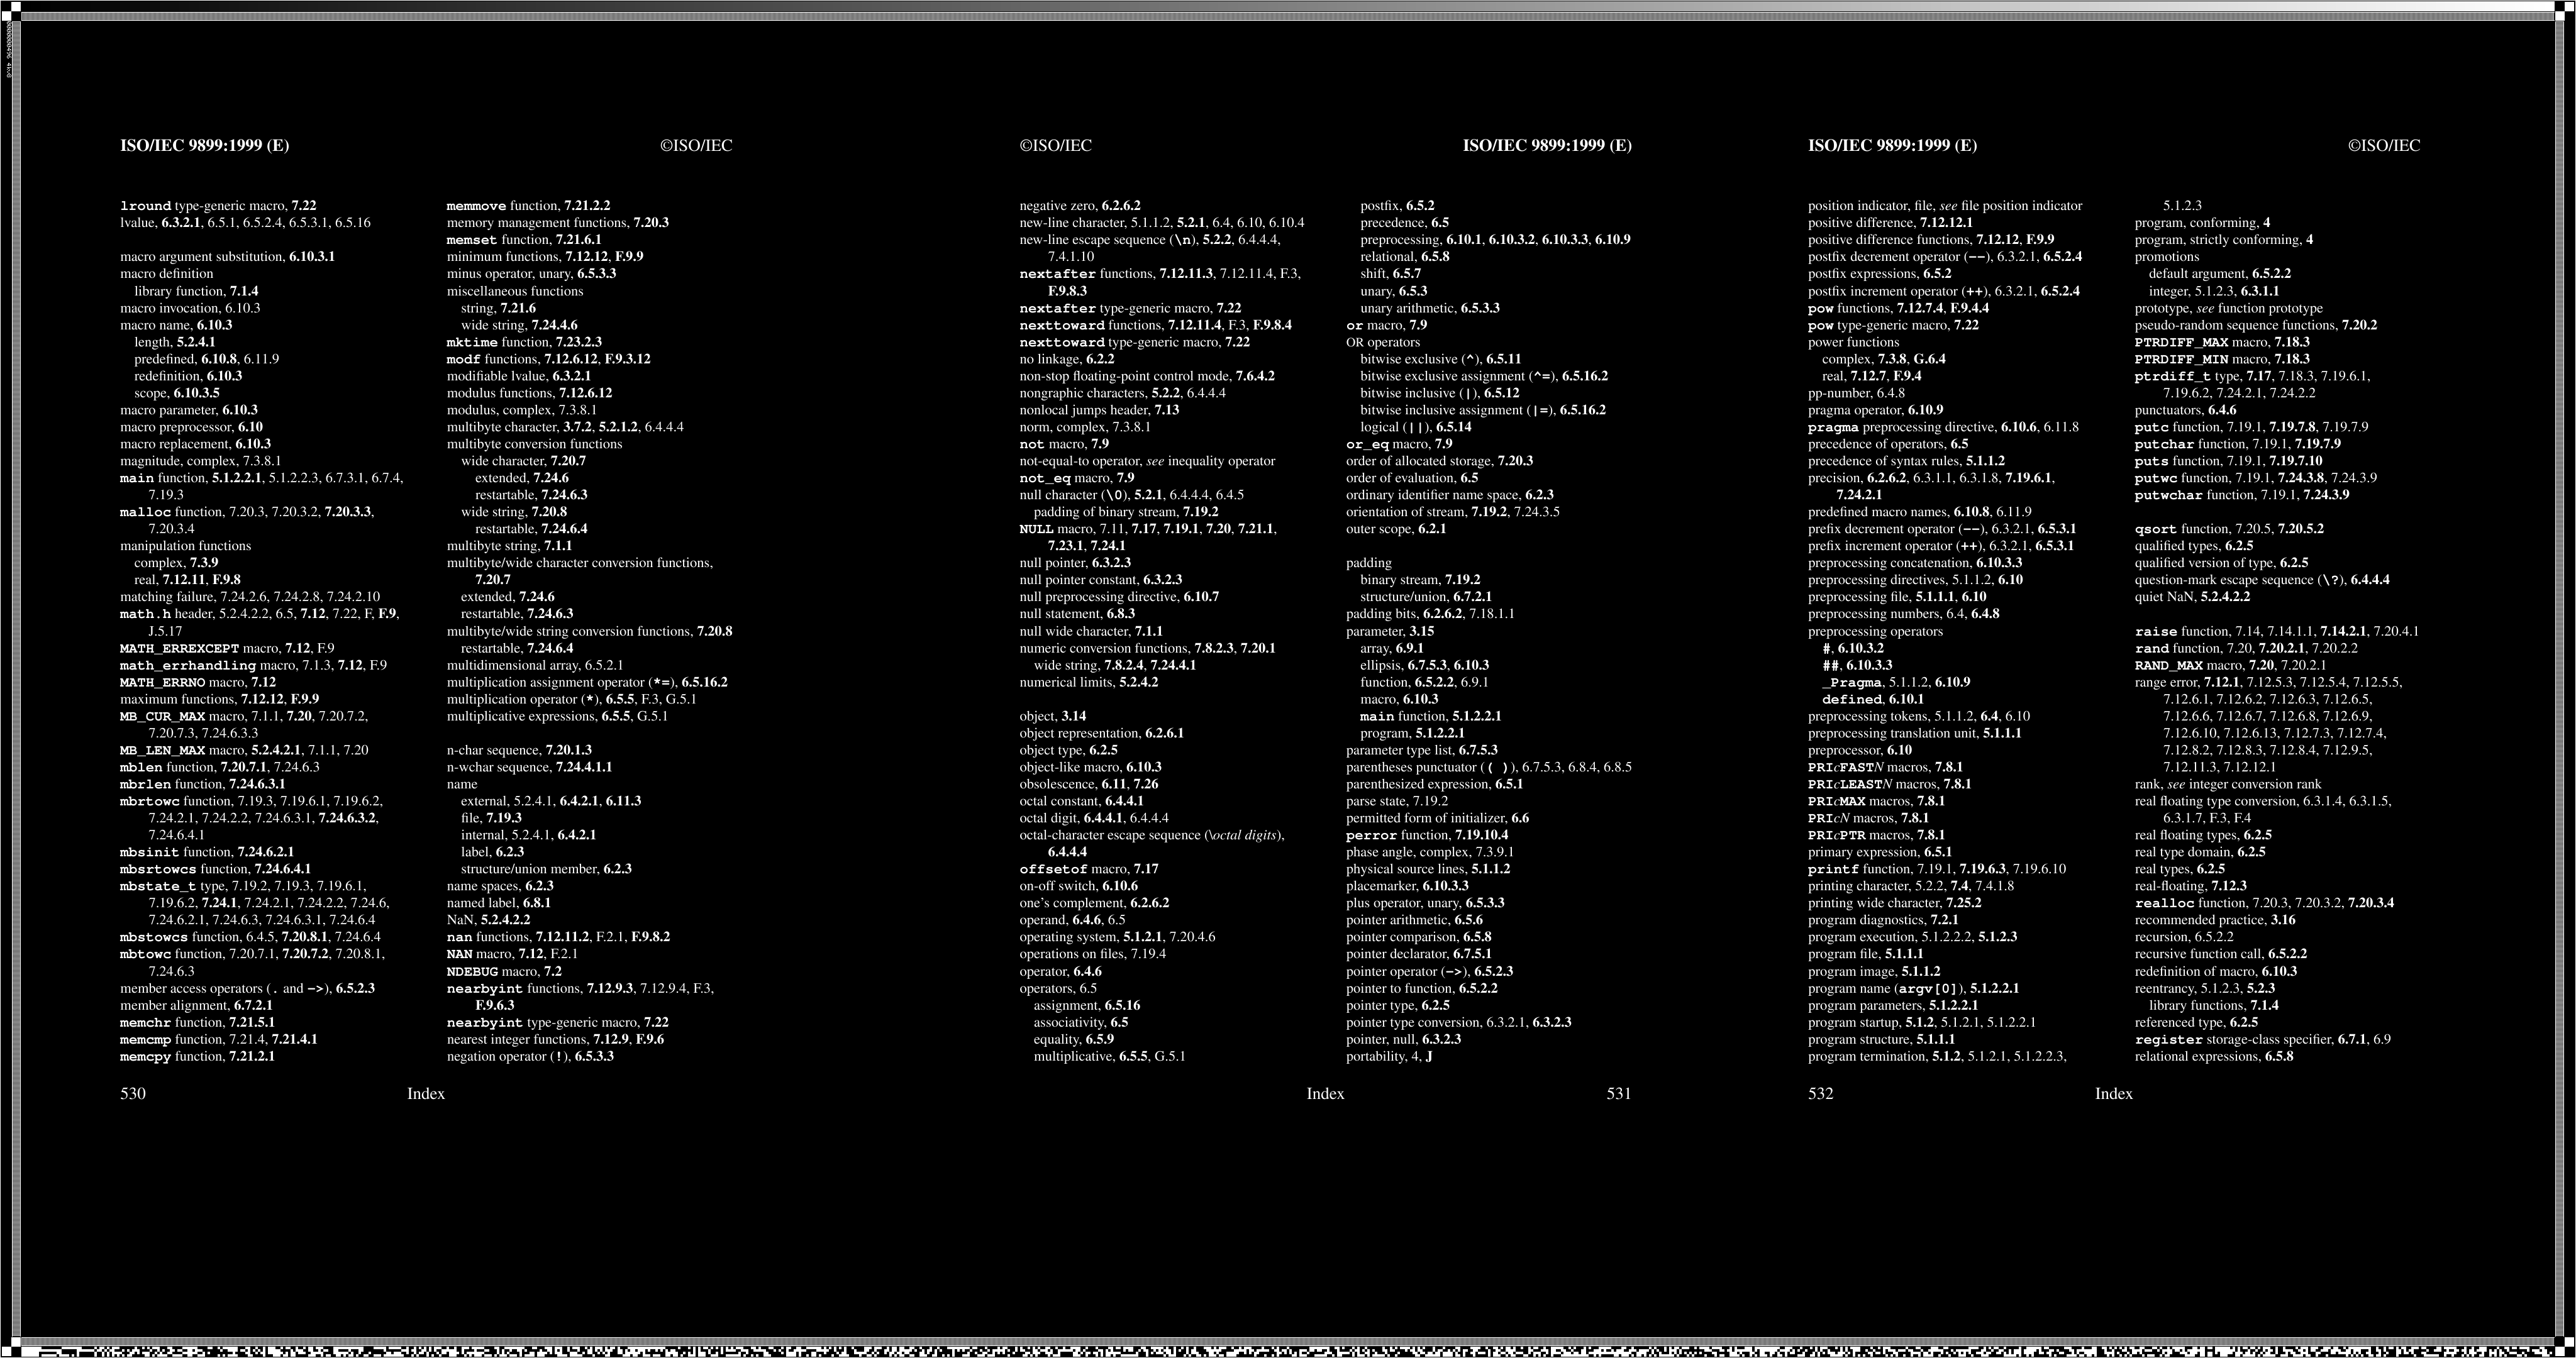 ISO/IEC 9899:1999 (E)
©ISO/IEC
lround type-generic macro, 7.22
lvalue, 6.3.2.1, 6.5.1, 6.5.2.4, 6.5.3.1, 6.5.16
macro argument substitution, 6.10.3.1
macro definition
library function, 7.1.4
macro invocation, 6.10.3
macro name, 6.10.3
length, 5.2.4.1
predefined, 6.10.8, 6.11.9
redefinition, 6.10.3
scope, 6.10.3.5
macro parameter, 6.10.3
macro preprocessor, 6.10
macro replacement, 6.10.3
magnitude, complex, 7.3.8.1
main function, 5.1.2.2.1, 5.1.2.2.3, 6.7.3.1, 6.7.4,
7.19.3
malloc function, 7.20.3, 7.20.3.2, 7.20.3.3,
7.20.3.4
manipulation functions
complex, 7.3.9
real, 7.12.11, F.9.8
matching failure, 7.24.2.6, 7.24.2.8, 7.24.2.10
math.h header, 5.2.4.2.2, 6.5, 7.12, 7.22, F, F.9,
J.5.17
MATH_ERREXCEPT macro, 7.12, F.9
math_errhandling macro, 7.1.3, 7.12, F.9
MATH_ERRNO macro, 7.12
maximum functions, 7.12.12, F.9.9
MB_CUR_MAX macro, 7.1.1, 7.20, 7.20.7.2,
7.20.7.3, 7.24.6.3.3
MB_LEN_MAX macro, 5.2.4.2.1, 7.1.1, 7.20
mblen function, 7.20.7.1, 7.24.6.3
mbrlen function, 7.24.6.3.1
mbrtowc function, 7.19.3, 7.19.6.1, 7.19.6.2,
7.24.2.1, 7.24.2.2, 7.24.6.3.1, 7.24.6.3.2,
7.24.6.4.1
mbsinit function, 7.24.6.2.1
mbsrtowcs function, 7.24.6.4.1
mbstate_t type, 7.19.2, 7.19.3, 7.19.6.1,
7.19.6.2, 7.24.1, 7.24.2.1, 7.24.2.2, 7.24.6,
7.24.6.2.1, 7.24.6.3, 7.24.6.3.1, 7.24.6.4
mbstowcs function, 6.4.5, 7.20.8.1, 7.24.6.4
mbtowc function, 7.20.7.1, 7.20.7.2, 7.20.8.1,
7.24.6.3
member access operators (. and −>), 6.5.2.3
member alignment, 6.7.2.1
memchr function, 7.21.5.1
memcmp function, 7.21.4, 7.21.4.1
memcpy function, 7.21.2.1
memmove function, 7.21.2.2
memory management functions, 7.20.3
memset function, 7.21.6.1
minimum functions, 7.12.12, F.9.9
minus operator, unary, 6.5.3.3
miscellaneous functions
string, 7.21.6
wide string, 7.24.4.6
mktime function, 7.23.2.3
modf functions, 7.12.6.12, F.9.3.12
modifiable lvalue, 6.3.2.1
modulus functions, 7.12.6.12
modulus, complex, 7.3.8.1
multibyte character, 3.7.2, 5.2.1.2, 6.4.4.4
multibyte conversion functions
wide character, 7.20.7
extended, 7.24.6
restartable, 7.24.6.3
wide string, 7.20.8
restartable, 7.24.6.4
multibyte string, 7.1.1
multibyte/wide character conversion functions,
7.20.7
extended, 7.24.6
restartable, 7.24.6.3
multibyte/wide string conversion functions, 7.20.8
restartable, 7.24.6.4
multidimensional array, 6.5.2.1
multiplication assignment operator (*=), 6.5.16.2
multiplication operator (*), 6.5.5, F.3, G.5.1
multiplicative expressions, 6.5.5, G.5.1
n-char sequence, 7.20.1.3
n-wchar sequence, 7.24.4.1.1
name
external, 5.2.4.1, 6.4.2.1, 6.11.3
file, 7.19.3
internal, 5.2.4.1, 6.4.2.1
label, 6.2.3
structure/union member, 6.2.3
name spaces, 6.2.3
named label, 6.8.1
NaN, 5.2.4.2.2
nan functions, 7.12.11.2, F.2.1, F.9.8.2
NAN macro, 7.12, F.2.1
NDEBUG macro, 7.2
nearbyint functions, 7.12.9.3, 7.12.9.4, F.3,
F.9.6.3
nearbyint type-generic macro, 7.22
nearest integer functions, 7.12.9, F.9.6
negation operator (!), 6.5.3.3
530
Index
©ISO/IEC
ISO/IEC 9899:1999 (E)
negative zero, 6.2.6.2
new-line character, 5.1.1.2, 5.2.1, 6.4, 6.10, 6.10.4
new-line escape sequence (\n), 5.2.2, 6.4.4.4,
7.4.1.10
nextafter functions, 7.12.11.3, 7.12.11.4, F.3,
F.9.8.3
nextafter type-generic macro, 7.22
nexttoward functions, 7.12.11.4, F.3, F.9.8.4
nexttoward type-generic macro, 7.22
no linkage, 6.2.2
non-stop floating-point control mode, 7.6.4.2
nongraphic characters, 5.2.2, 6.4.4.4
nonlocal jumps header, 7.13
norm, complex, 7.3.8.1
not macro, 7.9
not-equal-to operator, see inequality operator
not_eq macro, 7.9
null character (\0), 5.2.1, 6.4.4.4, 6.4.5
padding of binary stream, 7.19.2
NULL macro, 7.11, 7.17, 7.19.1, 7.20, 7.21.1,
7.23.1, 7.24.1
null pointer, 6.3.2.3
null pointer constant, 6.3.2.3
null preprocessing directive, 6.10.7
null statement, 6.8.3
null wide character, 7.1.1
numeric conversion functions, 7.8.2.3, 7.20.1
wide string, 7.8.2.4, 7.24.4.1
numerical limits, 5.2.4.2
object, 3.14
object representation, 6.2.6.1
object type, 6.2.5
object-like macro, 6.10.3
obsolescence, 6.11, 7.26
octal constant, 6.4.4.1
octal digit, 6.4.4.1, 6.4.4.4
octal-character escape sequence (\octal digits),
6.4.4.4
offsetof macro, 7.17
on-off switch, 6.10.6
one's complement, 6.2.6.2
operand, 6.4.6, 6.5
operating system, 5.1.2.1, 7.20.4.6
operations on files, 7.19.4
operator, 6.4.6
operators, 6.5
assignment, 6.5.16
associativity, 6.5
equality, 6.5.9
multiplicative, 6.5.5, G.5.1
postfix, 6.5.2
precedence, 6.5
preprocessing, 6.10.1, 6.10.3.2, 6.10.3.3, 6.10.9
relational, 6.5.8
shift, 6.5.7
unary, 6.5.3
unary arithmetic, 6.5.3.3
or macro, 7.9
OR operators
bitwise exclusive (^), 6.5.11
bitwise exclusive assignment (^=), 6.5.16.2
bitwise inclusive (|), 6.5.12
bitwise inclusive assignment (|=), 6.5.16.2
logical (||), 6.5.14
or_eq macro, 7.9
order of allocated storage, 7.20.3
order of evaluation, 6.5
ordinary identifier name space, 6.2.3
orientation of stream, 7.19.2, 7.24.3.5
outer scope, 6.2.1
padding
binary stream, 7.19.2
structure/union, 6.7.2.1
padding bits, 6.2.6.2, 7.18.1.1
parameter, 3.15
array, 6.9.1
ellipsis, 6.7.5.3, 6.10.3
function, 6.5.2.2, 6.9.1
macro, 6.10.3
main function, 5.1.2.2.1
program, 5.1.2.2.1
parameter type list, 6.7.5.3
parentheses punctuator (( )), 6.7.5.3, 6.8.4, 6.8.5
parenthesized expression, 6.5.1
parse state, 7.19.2
permitted form of initializer, 6.6
perror function, 7.19.10.4
phase angle, complex, 7.3.9.1
physical source lines, 5.1.1.2
placemarker, 6.10.3.3
plus operator, unary, 6.5.3.3
pointer arithmetic, 6.5.6
pointer comparison, 6.5.8
pointer declarator, 6.7.5.1
pointer operator (−>), 6.5.2.3
pointer to function, 6.5.2.2
pointer type, 6.2.5
pointer type conversion, 6.3.2.1, 6.3.2.3
pointer, null, 6.3.2.3
portability, 4, J
Index
531
ISO/IEC 9899:1999 (E)
©ISO/IEC
position indicator, file, see file position indicator
positive difference, 7.12.12.1
positive difference functions, 7.12.12, F.9.9
postfix decrement operator (−−), 6.3.2.1, 6.5.2.4
postfix expressions, 6.5.2
postfix increment operator (++), 6.3.2.1, 6.5.2.4
pow functions, 7.12.7.4, F.9.4.4
pow type-generic macro, 7.22
power functions
complex, 7.3.8, G.6.4
real, 7.12.7, F.9.4
pp-number, 6.4.8
pragma operator, 6.10.9
pragma preprocessing directive, 6.10.6, 6.11.8
precedence of operators, 6.5
precedence of syntax rules, 5.1.1.2
precision, 6.2.6.2, 6.3.1.1, 6.3.1.8, 7.19.6.1,
7.24.2.1
predefined macro names, 6.10.8, 6.11.9
prefix decrement operator (−−), 6.3.2.1, 6.5.3.1
prefix increment operator (++), 6.3.2.1, 6.5.3.1
preprocessing concatenation, 6.10.3.3
preprocessing directives, 5.1.1.2, 6.10
preprocessing file, 5.1.1.1, 6.10
preprocessing numbers, 6.4, 6.4.8
preprocessing operators
#, 6.10.3.2
##, 6.10.3.3
_Pragma, 5.1.1.2, 6.10.9
defined, 6.10.1
preprocessing tokens, 5.1.1.2, 6.4, 6.10
preprocessing translation unit, 5.1.1.1
preprocessor, 6.10
PRIcFASTN macros, 7.8.1
PRIcLEASTN macros, 7.8.1
PRIcMAX macros, 7.8.1
PRIcN macros, 7.8.1
PRIcPTR macros, 7.8.1
primary expression, 6.5.1
printf function, 7.19.1, 7.19.6.3, 7.19.6.10
printing character, 5.2.2, 7.4, 7.4.1.8
printing wide character, 7.25.2
program diagnostics, 7.2.1
program execution, 5.1.2.2.2, 5.1.2.3
program file, 5.1.1.1
program image, 5.1.1.2
program name (argv[0]), 5.1.2.2.1
program parameters, 5.1.2.2.1
program startup, 5.1.2, 5.1.2.1, 5.1.2.2.1
program structure, 5.1.1.1
program termination, 5.1.2, 5.1.2.1, 5.1.2.2.3,
5.1.2.3
program, conforming, 4
program, strictly conforming, 4
promotions
default argument, 6.5.2.2
integer, 5.1.2.3, 6.3.1.1
prototype, see function prototype
pseudo-random sequence functions, 7.20.2
PTRDIFF_MAX macro, 7.18.3
PTRDIFF_MIN macro, 7.18.3
ptrdiff_t type, 7.17, 7.18.3, 7.19.6.1,
7.19.6.2, 7.24.2.1, 7.24.2.2
punctuators, 6.4.6
putc function, 7.19.1, 7.19.7.8, 7.19.7.9
putchar function, 7.19.1, 7.19.7.9
puts function, 7.19.1, 7.19.7.10
putwc function, 7.19.1, 7.24.3.8, 7.24.3.9
putwchar function, 7.19.1, 7.24.3.9
qsort function, 7.20.5, 7.20.5.2
qualified types, 6.2.5
qualified version of type, 6.2.5
question-mark escape sequence (\?), 6.4.4.4
quiet NaN, 5.2.4.2.2
raise function, 7.14, 7.14.1.1, 7.14.2.1, 7.20.4.1
rand function, 7.20, 7.20.2.1, 7.20.2.2
RAND_MAX macro, 7.20, 7.20.2.1
range error, 7.12.1, 7.12.5.3, 7.12.5.4, 7.12.5.5,
7.12.6.1, 7.12.6.2, 7.12.6.3, 7.12.6.5,
7.12.6.6, 7.12.6.7, 7.12.6.8, 7.12.6.9,
7.12.6.10, 7.12.6.13, 7.12.7.3, 7.12.7.4,
7.12.8.2, 7.12.8.3, 7.12.8.4, 7.12.9.5,
7.12.11.3, 7.12.12.1
rank, see integer conversion rank
real floating type conversion, 6.3.1.4, 6.3.1.5,
6.3.1.7, F.3, F.4
real floating types, 6.2.5
real type domain, 6.2.5
real types, 6.2.5
real-floating, 7.12.3
realloc function, 7.20.3, 7.20.3.2, 7.20.3.4
recommended practice, 3.16
recursion, 6.5.2.2
recursive function call, 6.5.2.2
redefinition of macro, 6.10.3
reentrancy, 5.1.2.3, 5.2.3
library functions, 7.1.4
referenced type, 6.2.5
register storage-class specifier, 6.7.1, 6.9
relational expressions, 6.5.8
532
Index